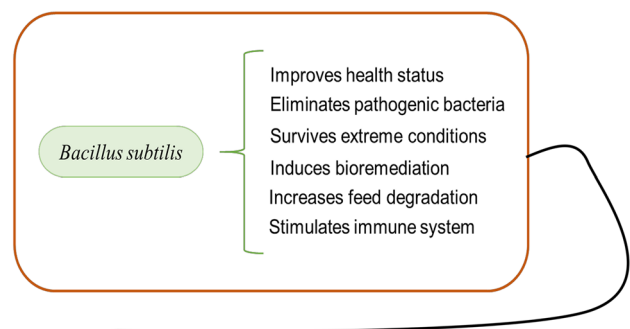 Bacillus subtilis
Improves health status
Eliminates pathogenic bacteria
Survives extreme conditions
Induces bioremediation
Increases feed degradation
Stimulates immune system